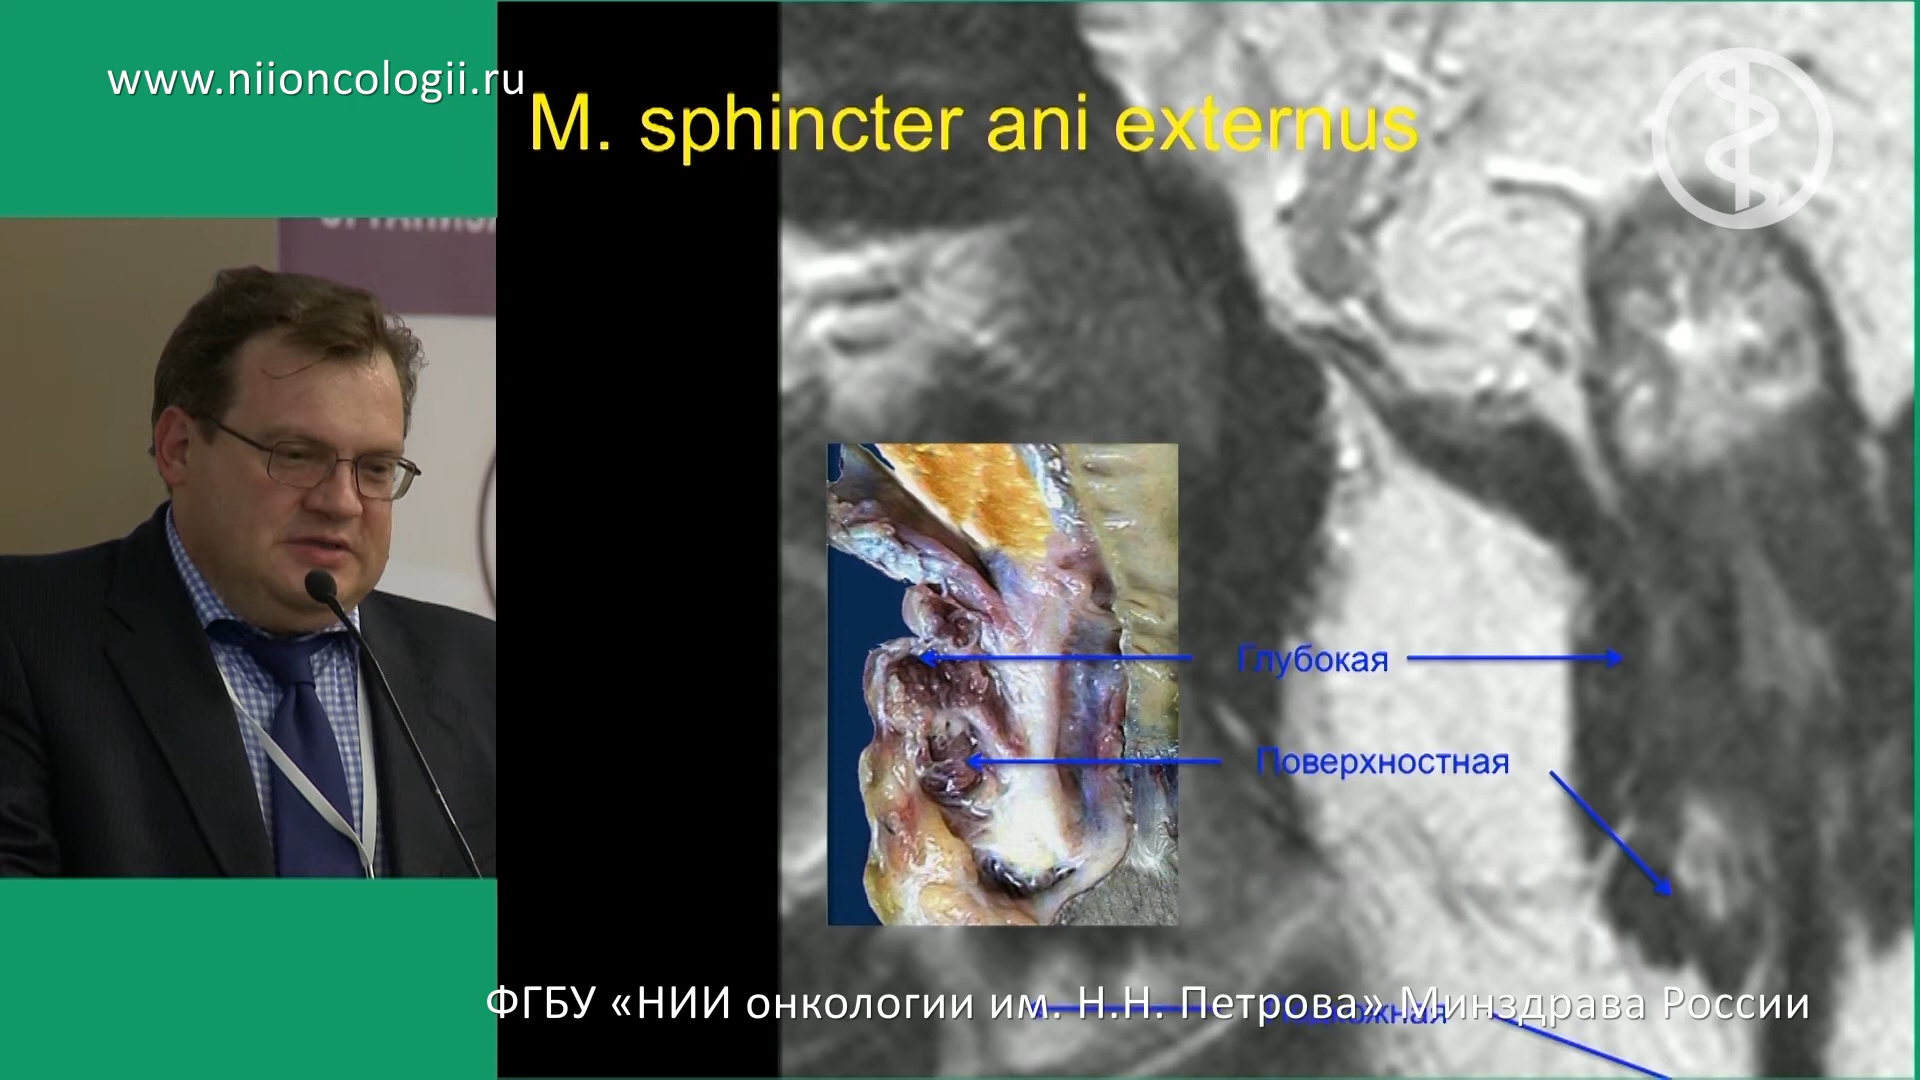 www.niioncologii.ru
M. sphincter ani externus
Глубокая
Поверхностная
ФГБУ «НИИ онкологии им. Н.Н. Петрова» Минздрава России